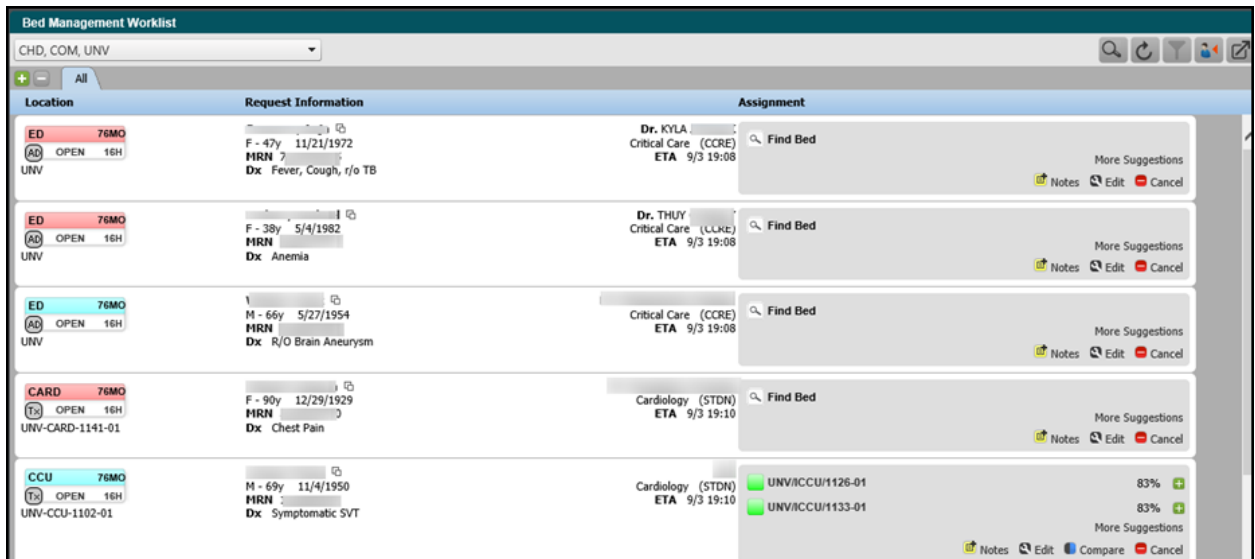 Bed Management Worklist
CHD, COM, UNV
All
Location Request Information Assignment
ED 76MO
AD OPEN 16H
UNV
F - 47y 11/21/1972
MRN 7
Dx Fever, Cough, r/o TB
Dr. KYLA
Critical Care (CCRE)
ETA 9/3 19:08
Find Bed
More Suggestions
Notes Edit Cancel
ED 76MO
AD OPEN 16H
UNV
F - 38y 5/4/1982
MRN
Dx Anemia
Dr. THUY
Critical Care (CCRE)
ETA 9/3 19:08
Find Bed
More Suggestions
Notes Edit Cancel
ED 76MO
AD OPEN 16H
UNV
M - 66y 5/27/1954
MRN
Dx R/O Brain Aneurysm
Critical Care (CCRE)
ETA 9/3 19:08
Find Bed
More Suggestions
Notes Edit Cancel
CARD 76MO
Tx OPEN 16H
UNV-CARD-1141-01
F - 90y 12/29/1929
MRN
Dx Chest Pain
Cardiology (STDN)
ETA 9/3 19:10
Find Bed
More Suggestions
Notes Edit Cancel
CCU 76MO
Tx OPEN 16H
UNV-CCU-1102-01
M - 69y 11/4/1950
MRN
Dx Symptomatic SVT
Cardiology (STDN)
ETA 9/3 19:10
UNV/ICCU/1126-01 83%
UNV/ICCU/1133-01 83%
More Suggestions
Notes Edit Compare Cancel